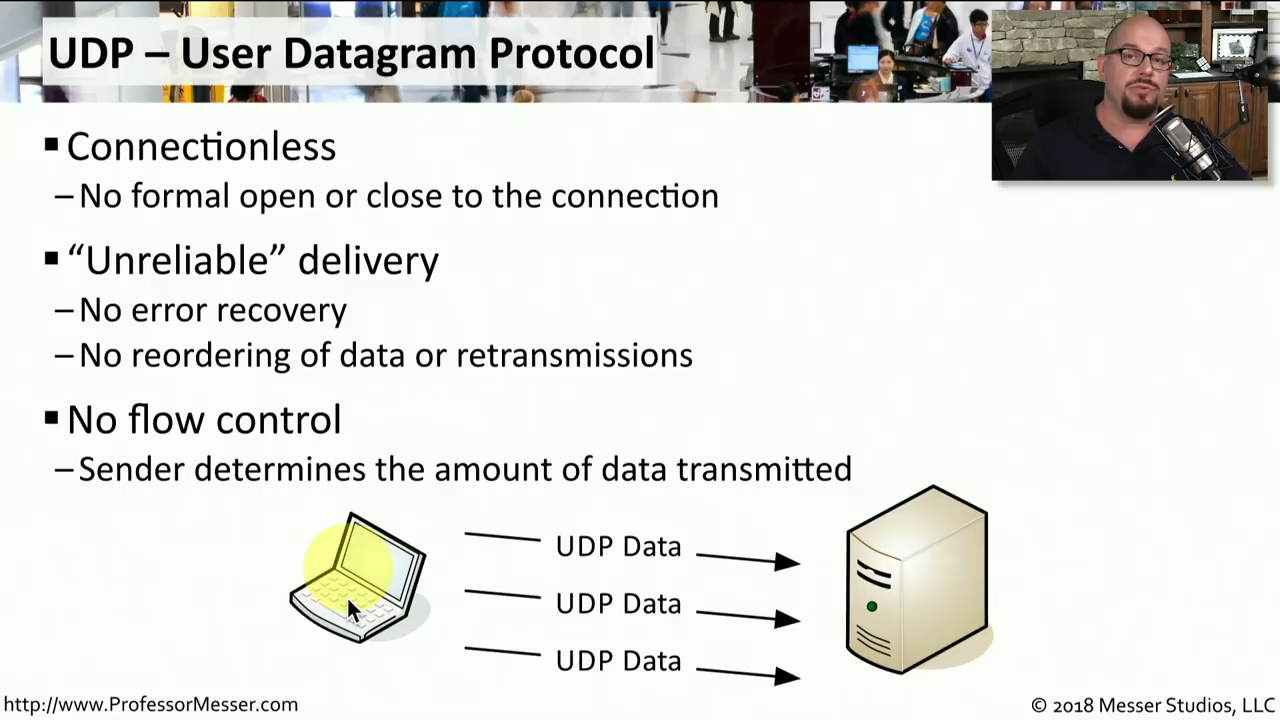 UDP – User Datagram Protocol
▪ Connectionless
– No formal open or close to the connection
▪ “Unreliable” delivery
– No error recovery
– No reordering of data or retransmissions
▪ No flow control
– Sender determines the amount of data transmitted
UDP Data
UDP Data
UDP Data
http://www.ProfessorMesser.com
© 2018 Messer Studios, LLC